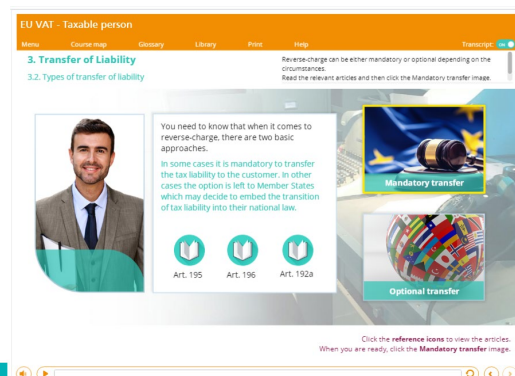 EU VAT - Taxable person
Menu Course map Glossary Library Print Help Transcript: ON
3. Transfer of Liability
3.2. Types of transfer of liability
Reverse-charge can be either mandatory or optional depending on the
circumstances.
Read the relevant articles and then click the Mandatory transfer image.
You need to know that when it comes to
reverse-charge, there are two basic
approaches.
In some cases it is mandatory to transfer
the tax liability to the customer. In other
cases the option is left to Member States
which may decide to embed the transition
of tax liability into their national law.
Art. 195 Art. 196 Art. 192a
Mandatory transfer
Optional transfer
Click the reference icons to view the articles.
When you are ready, click the Mandatory transfer image.